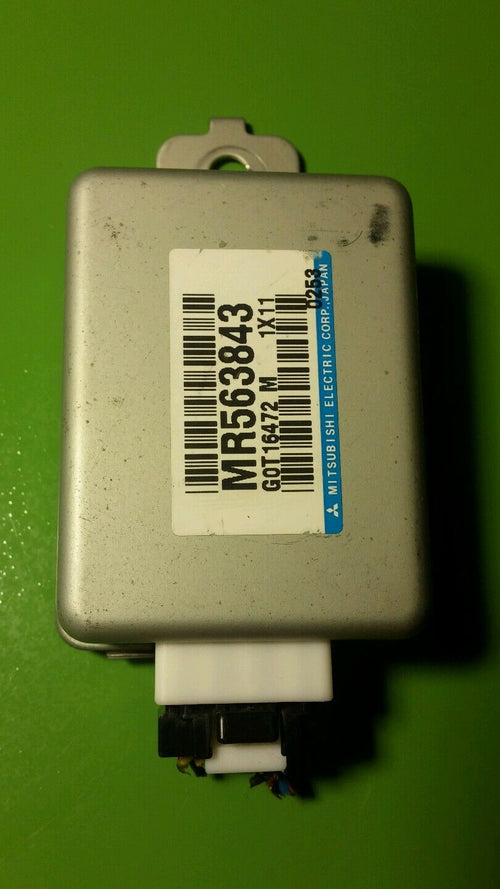 MR563843
G0T16472 M 1X11
0253
MITSUBISHI ELECTRIC CORP. JAPAN